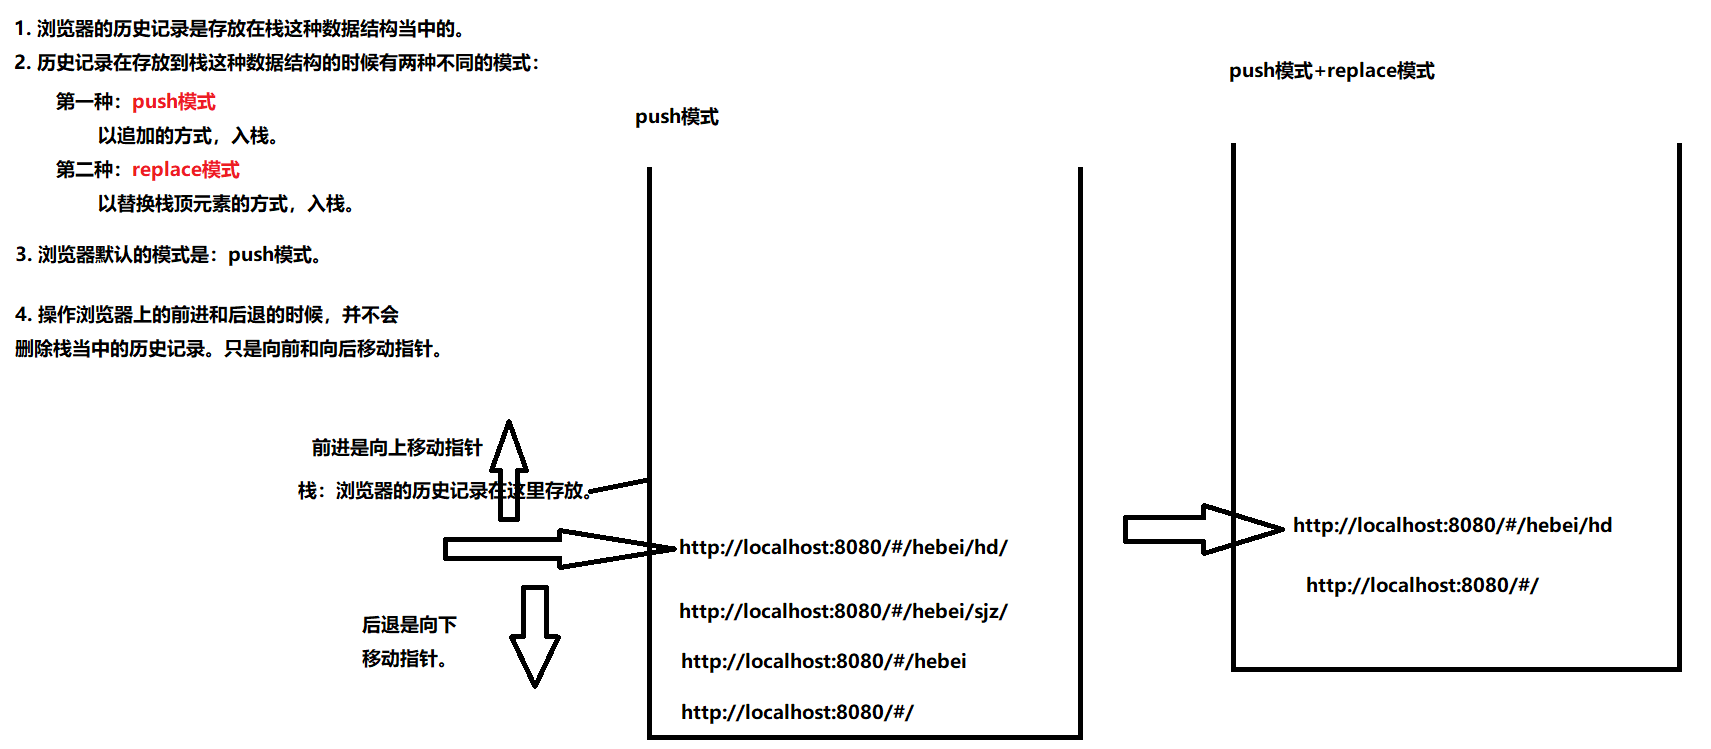 1. 浏览器的历史记录是存放在栈这种数据结构当中的。
2. 历史记录在存放到栈这种数据结构的时候有两种不同的模式：
第一种：push模式
以追加的方式，入栈。
第二种：replace模式
以替换栈顶元素的方式，入栈。
3. 浏览器默认的模式是：push模式。
4. 操作浏览器上的前进和后退的时候，并不会
删除栈当中的历史记录。只是向前和向后移动指针。
前进是向上移动指针
栈：浏览器的历史记录在这里存放。
后退是向下
移动指针。
push模式
http://localhost:8080/#/hebei/hd/
http://localhost:8080/#/hebei/sjz/
http://localhost:8080/#/hebei
http://localhost:8080/#/
push模式+replace模式
http://localhost:8080/#/hebei/hd
http://localhost:8080/#/